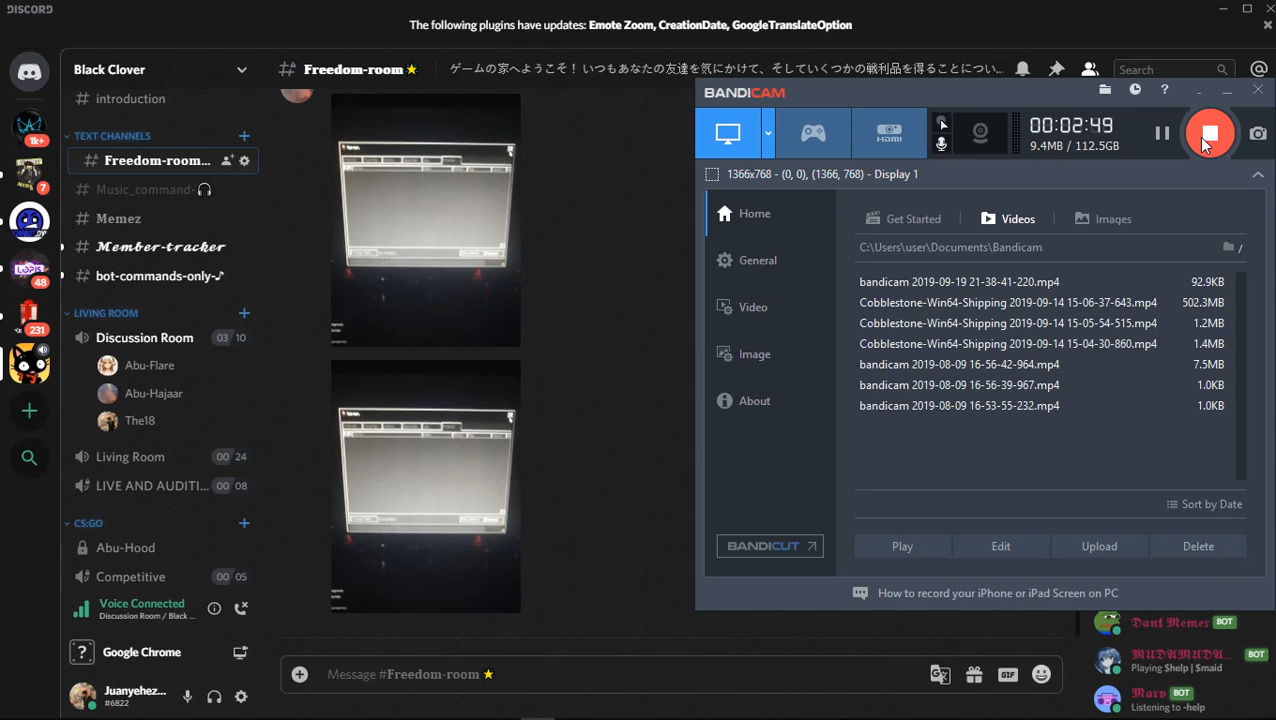 DISCORD
The following plugins have updates: Emote Zoom, CreationDate, GoogleTranslateOption
Black Clover
Freedom-room
ゲームの家へようこそ！ いつもあなたの友達を気にかけて、そしていくつかの戦利品を得ることについ...
Search
introduction
TEXT CHANNELS
Freedom-room...
Music_command-
Memez
Member-tracker
bot-commands-only-
LIVING ROOM
Discussion Room 03 10
Abu-Flare
Abu-Hajaar
The18
Living Room 00 24
LIVE AND AUDITI... 00 08
CS:GO
Abu-Hood
Competitive 00 05
Voice Connected
Discussion Room / Black ...
Google Chrome
Juanyehez...
#6822
1K+
7
LOPIS
48
231
Message #Freedom-room
GIF
BANDICAM
HDMI
00:02:49
9.4MB / 112.5GB
1366x768 - (0, 0), (1366, 768) - Display 1
Home
General
Video
Image
About
BANDICUT
Get Started
Videos
Images
C:\Users\user\Documents\Bandicam
bandicam 2019-09-19 21-38-41-220.mp4 92.9KB
Cobblestone-Win64-Shipping 2019-09-14 15-06-37-643.mp4 502.3MB
Cobblestone-Win64-Shipping 2019-09-14 15-05-54-515.mp4 1.2MB
Cobblestone-Win64-Shipping 2019-09-14 15-04-30-860.mp4 1.4MB
bandicam 2019-08-09 16-56-42-964.mp4 7.5MB
bandicam 2019-08-09 16-56-39-967.mp4 1.0KB
bandicam 2019-08-09 16-53-55-232.mp4 1.0KB
Sort by Date
Play Edit Upload Delete
How to record your iPhone or iPad Screen on PC
Dank Memer BOT
MUDAMUDA... BOT
Playing $help | $maid
Marv BOT
Listening to -help